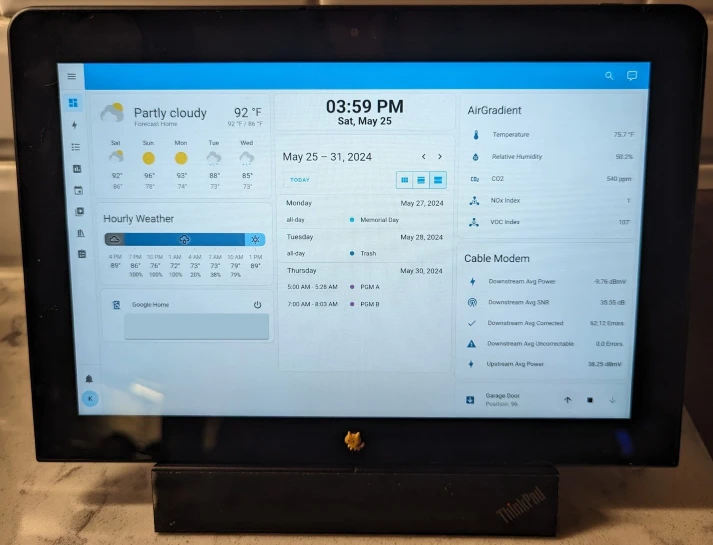 Partly cloudy
92 °F
Forecast Home
92 °F / 86 °F
Sat Sun Mon Tue Wed
92° 96° 93° 88° 85°
86° 78° 74° 73° 73°
Hourly Weather
4 PM 7 PM 10 PM 1 AM 4 AM 7 AM 10 AM 1 PM
89° 86° 76° 72° 73° 73° 79° 89°
100% 100% 100% 20% 38% 79%
Google Home
K
03:59 PM
Sat, May 25
May 25 – 31, 2024
TODAY
Monday May 27, 2024
all-day Memorial Day
Tuesday May 28, 2024
all-day Trash
Thursday May 30, 2024
5:00 AM - 5:28 AM PGM A
7:00 AM - 8:03 AM PGM B
AirGradient
Temperature 75.7 °F
Relative Humidity 50.2%
CO2 CO2 540 ppm
NOx Index 1
VOC Index 107
Cable Modem
Downstream Avg Power -9.76 dBmV
Downstream Avg SNR 35.35 dB
Downstream Avg Corrected 62.12 Errors
Downstream Avg Uncorrectable 0.0 Errors
Upstream Avg Power 38.25 dBmV
Garage Door
Position:
ThinkPad